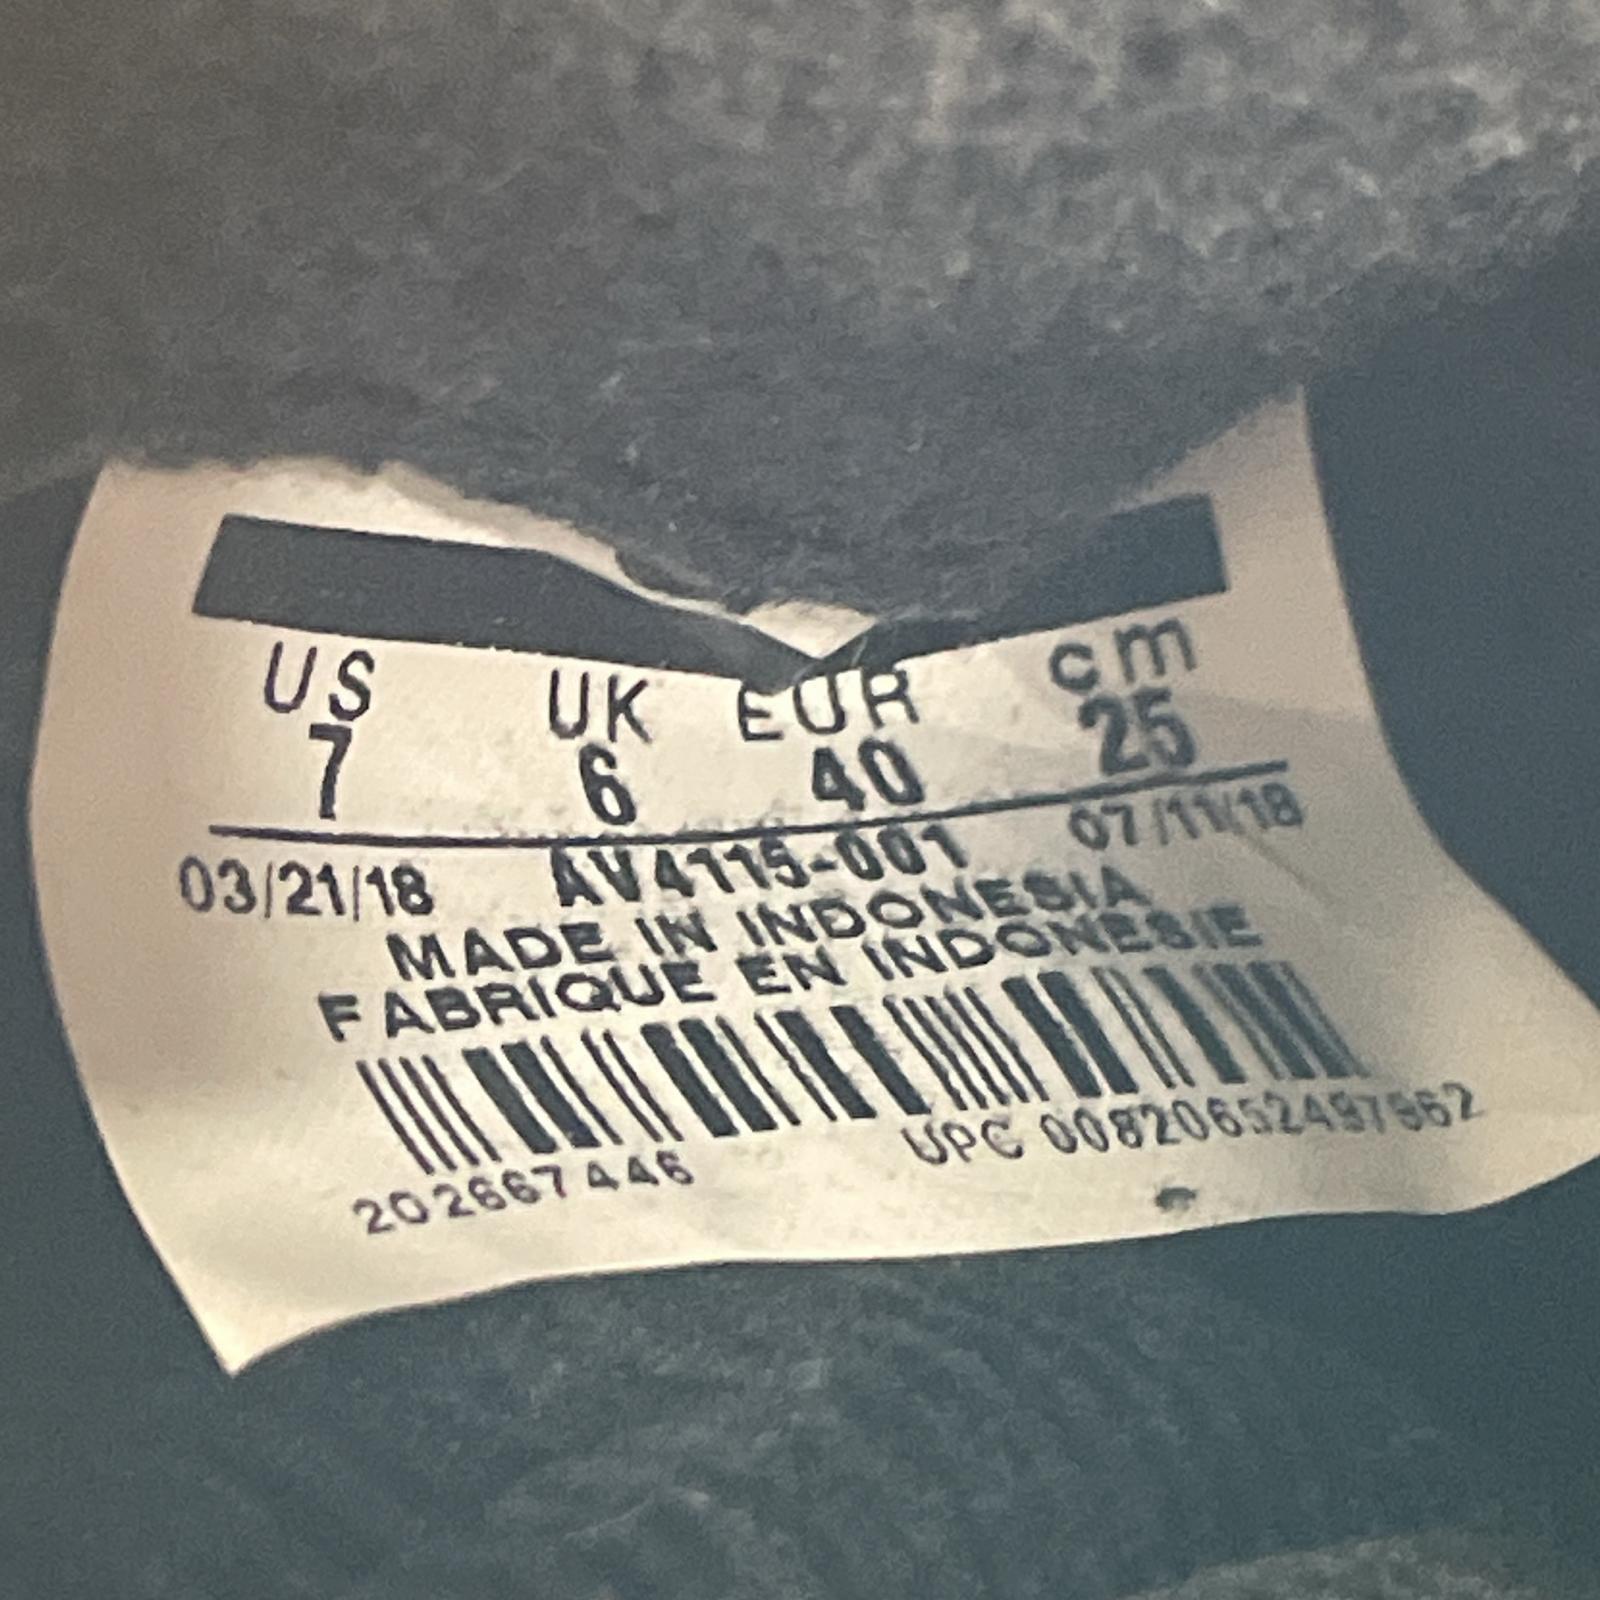 US UK EUR cm
7 6 40 25
03/21/18 AV4115-001 07/11/18
MADE IN INDONESIA
FABRIQUE EN INDONESIE
202667446 UPC